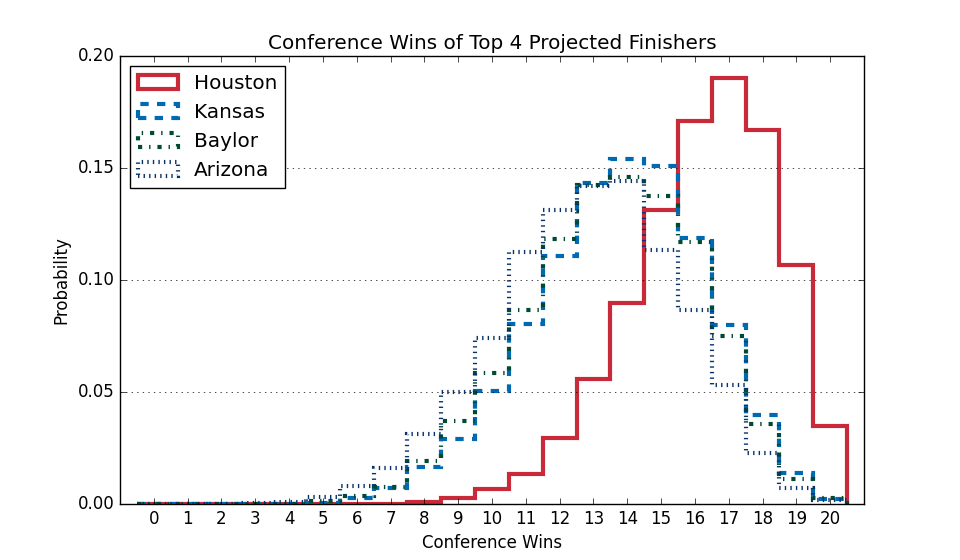 Conference Wins of Top 4 Projected Finishers
0.20
0.15
0.10
0.05
0.00
Probability
Houston
Kansas
Baylor
Arizona
0 1 2 3 4 5 6 7 8 9 10 11 12 13 14 15 16 17 18 19 20
Conference Wins